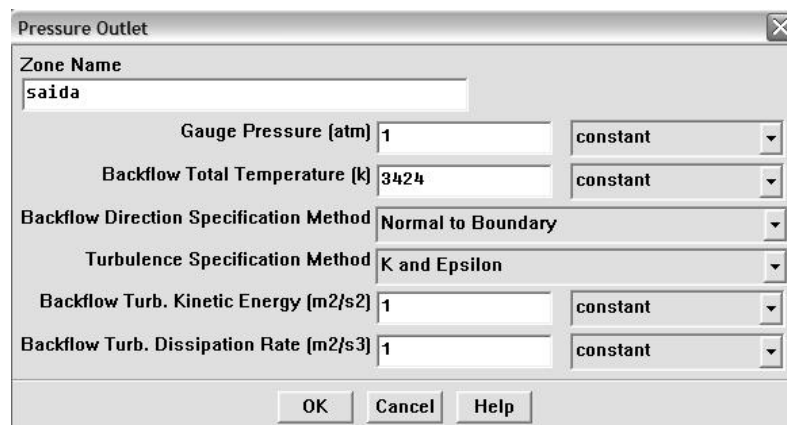 Pressure Outlet
Zone Name
saida
Gauge Pressure (atm) 1 constant
Backflow Total Temperature (k) 3424 constant
Backflow Direction Specification Method Normal to Boundary
Turbulence Specification Method K and Epsilon
Backflow Turb. Kinetic Energy (m2/s2) 1 constant
Backflow Turb. Dissipation Rate (m2/s3) 1 constant
OK Cancel Help